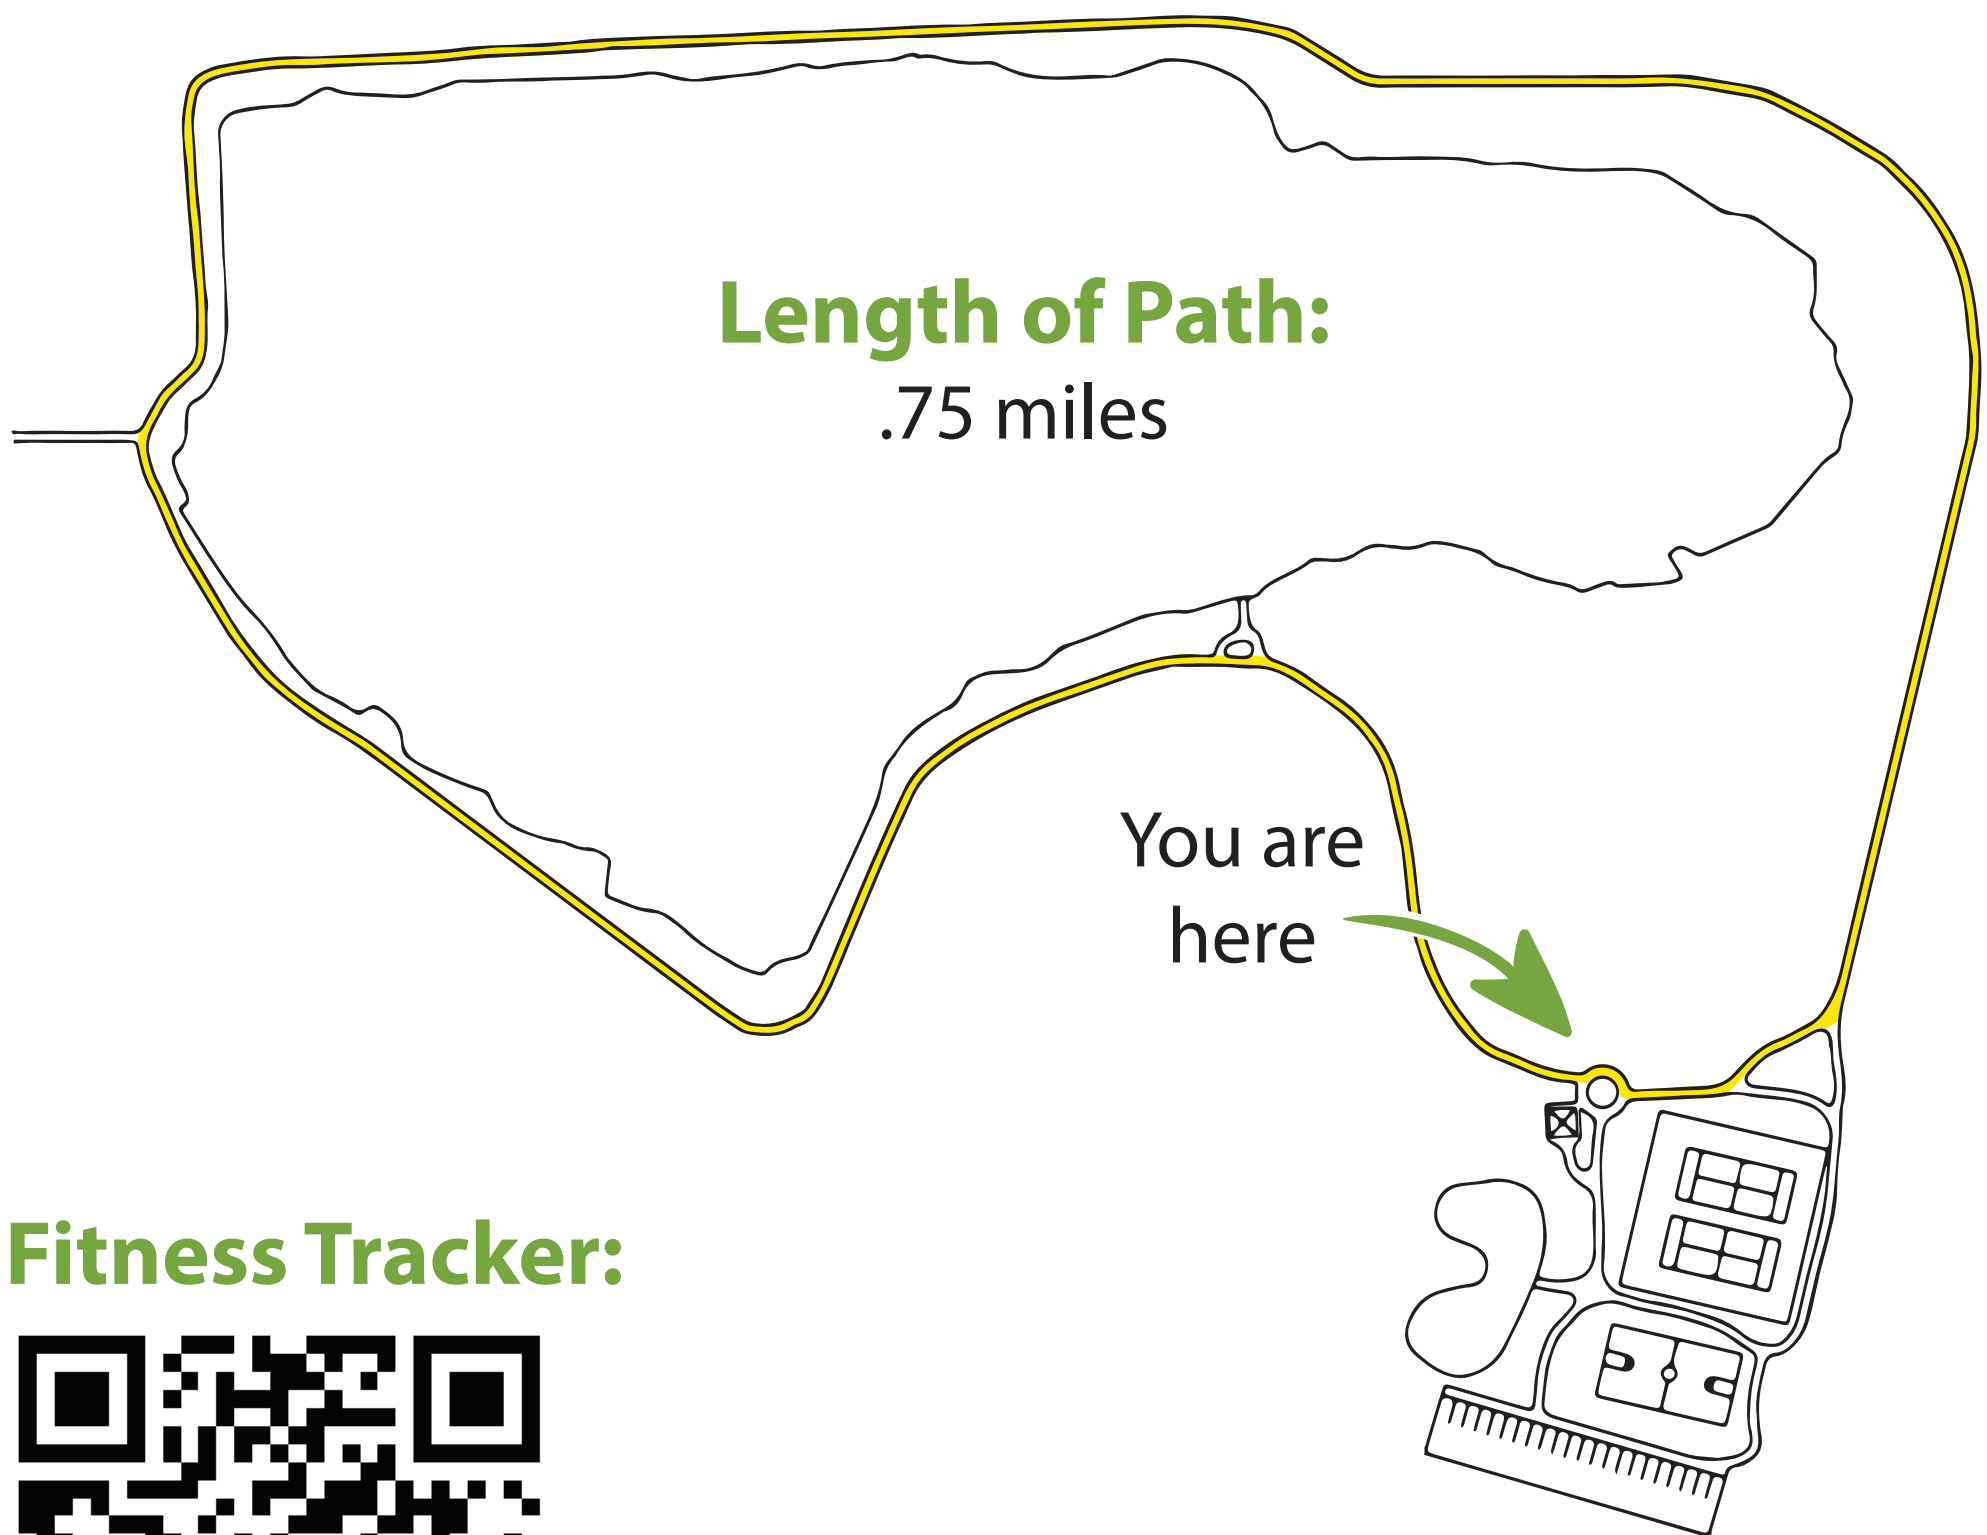 Length of Path:
.75 miles
You are
here
Fitness Tracker: